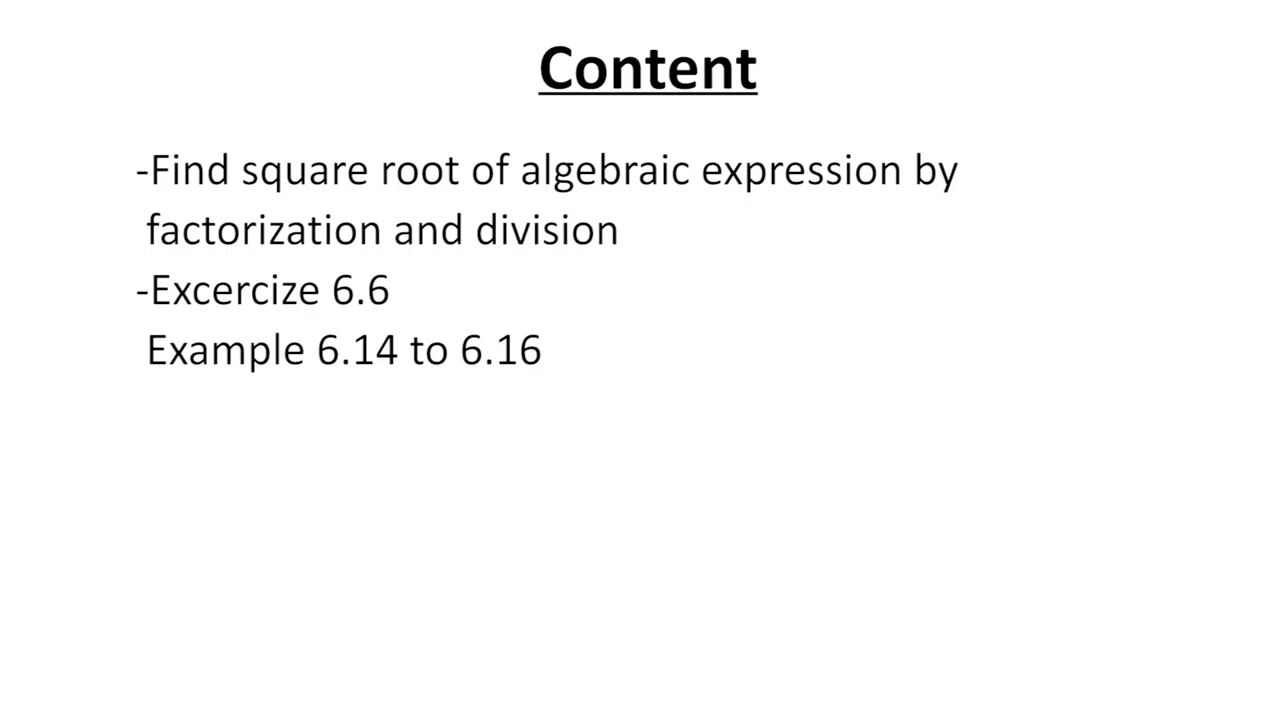 Content
-Find square root of algebraic expression by
factorization and division
-Excercize 6.6
Example 6.14 to 6.16